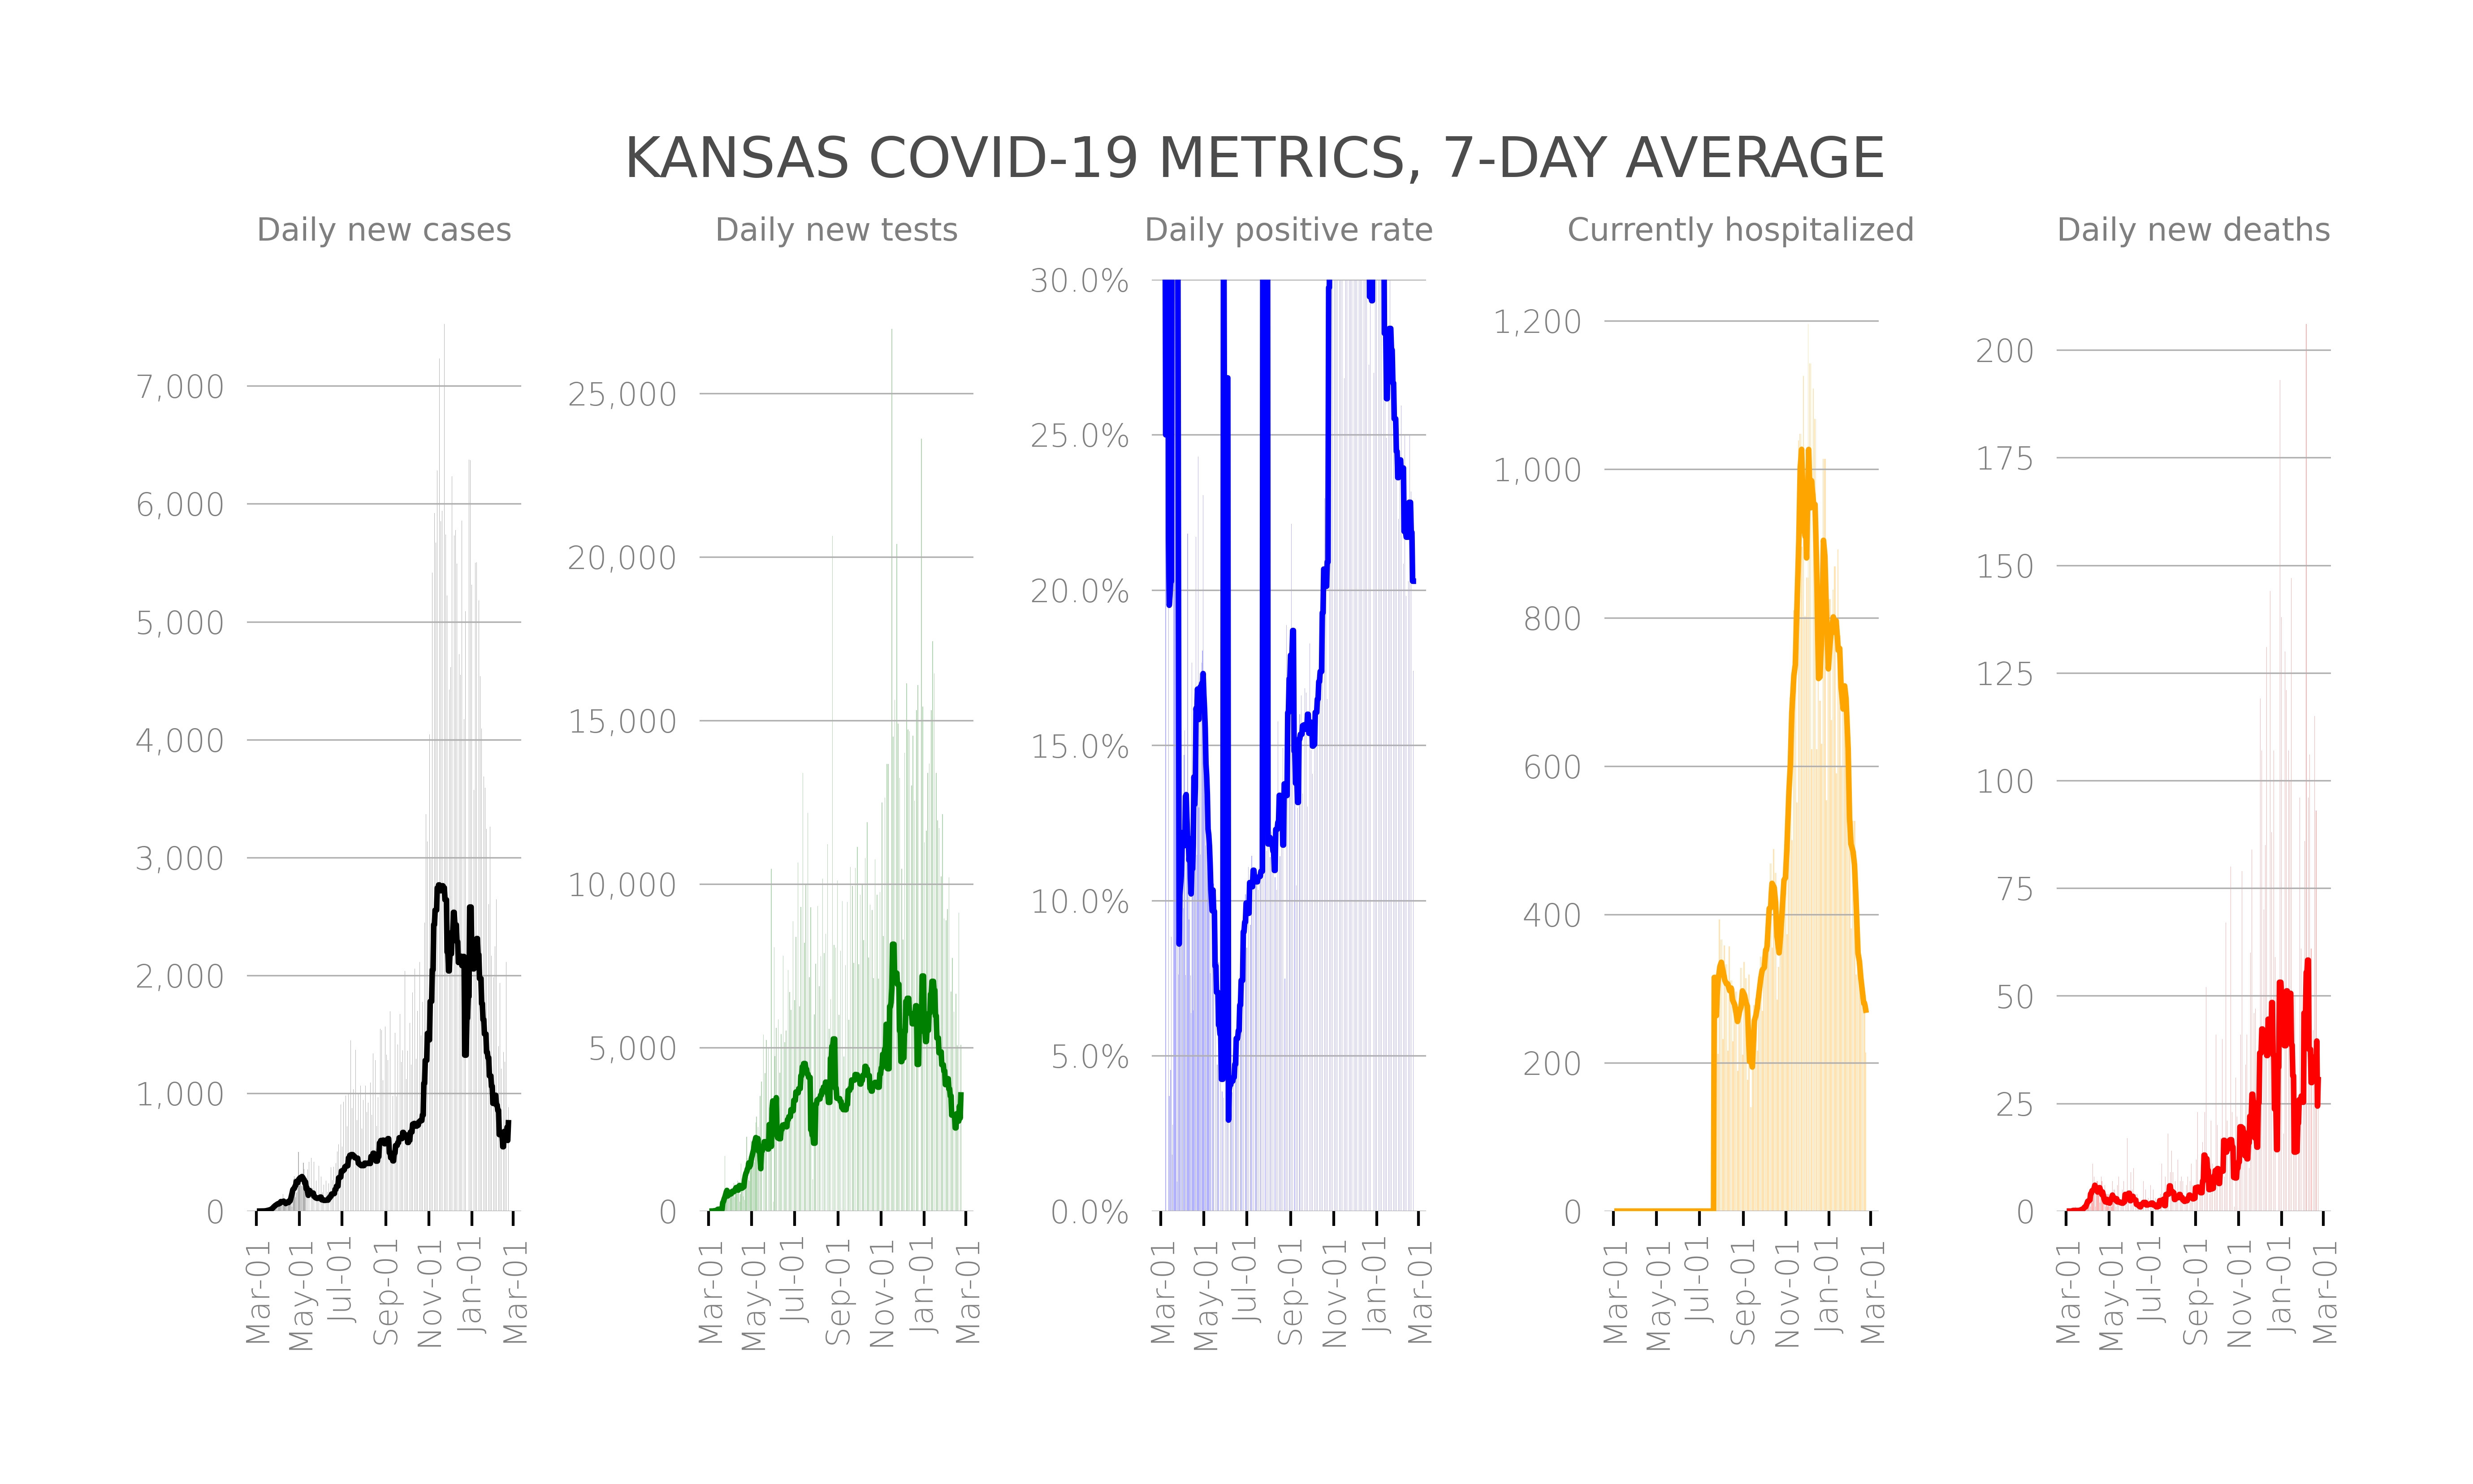 KANSAS COVID-19 METRICS, 7-DAY AVERAGE
Daily new cases
7,000
6,000
5,000
4,000
3,000
2,000
1,000
0
Mar-01
May-01
Jul-01
Sep-01
Nov-01
Jan-01
Mar-01
Daily new tests
25,000
20,000
15,000
10,000
5,000
0
Mar-01
May-01
Jul-01
Sep-01
Nov-01
Jan-01
Mar-01
Daily positive rate
30.0%
25.0%
20.0%
15.0%
10.0%
5.0%
0.0%
Mar-01
May-01
Jul-01
Sep-01
Nov-01
Jan-01
Mar-01
Currently hospitalized
1,200
1,000
800
600
400
200
0
Mar-01
May-01
Jul-01
Sep-01
Nov-01
Jan-01
Mar-01
Daily new deaths
200
175
150
125
100
75
50
25
0
Mar-01
May-01
Jul-01
Sep-01
Nov-01
Jan-01
Mar-01